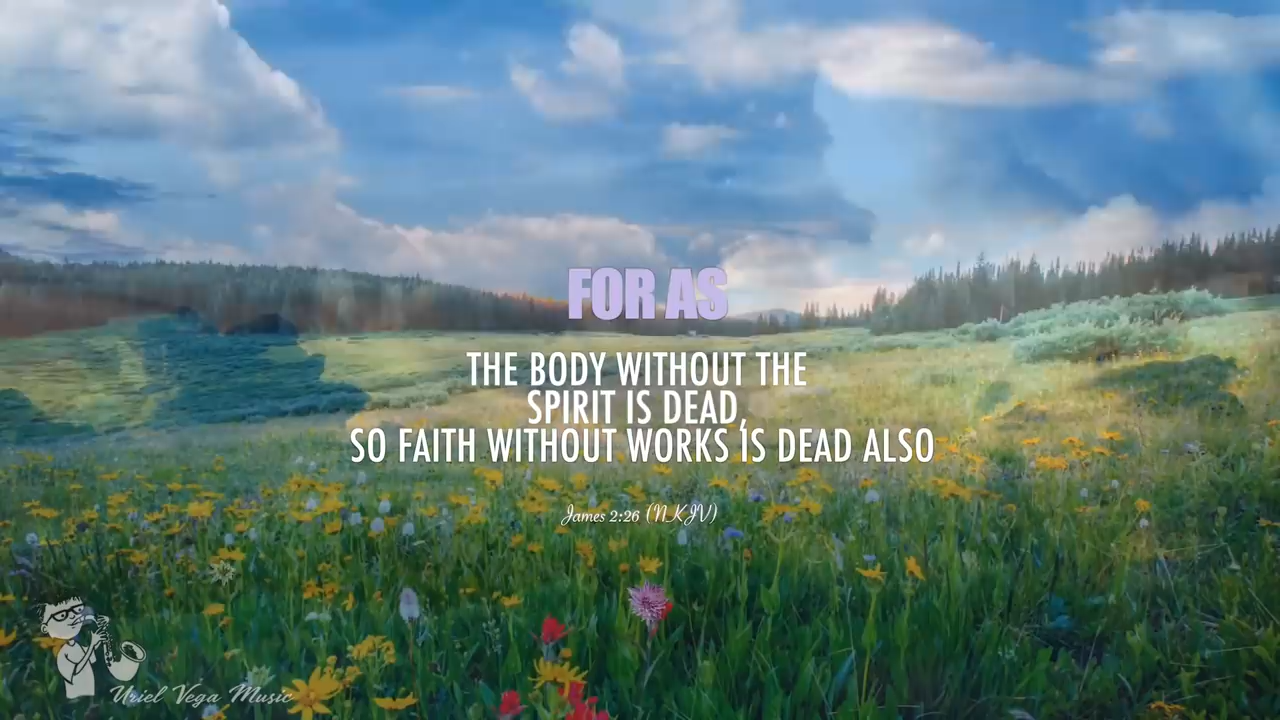 FOR AS
THE BODY WITHOUT THE
SPIRIT IS DEAD,
SO FAITH WITHOUT WORKS IS DEAD ALSO
James 2:26 (NKJV)
Uriel Vega Music